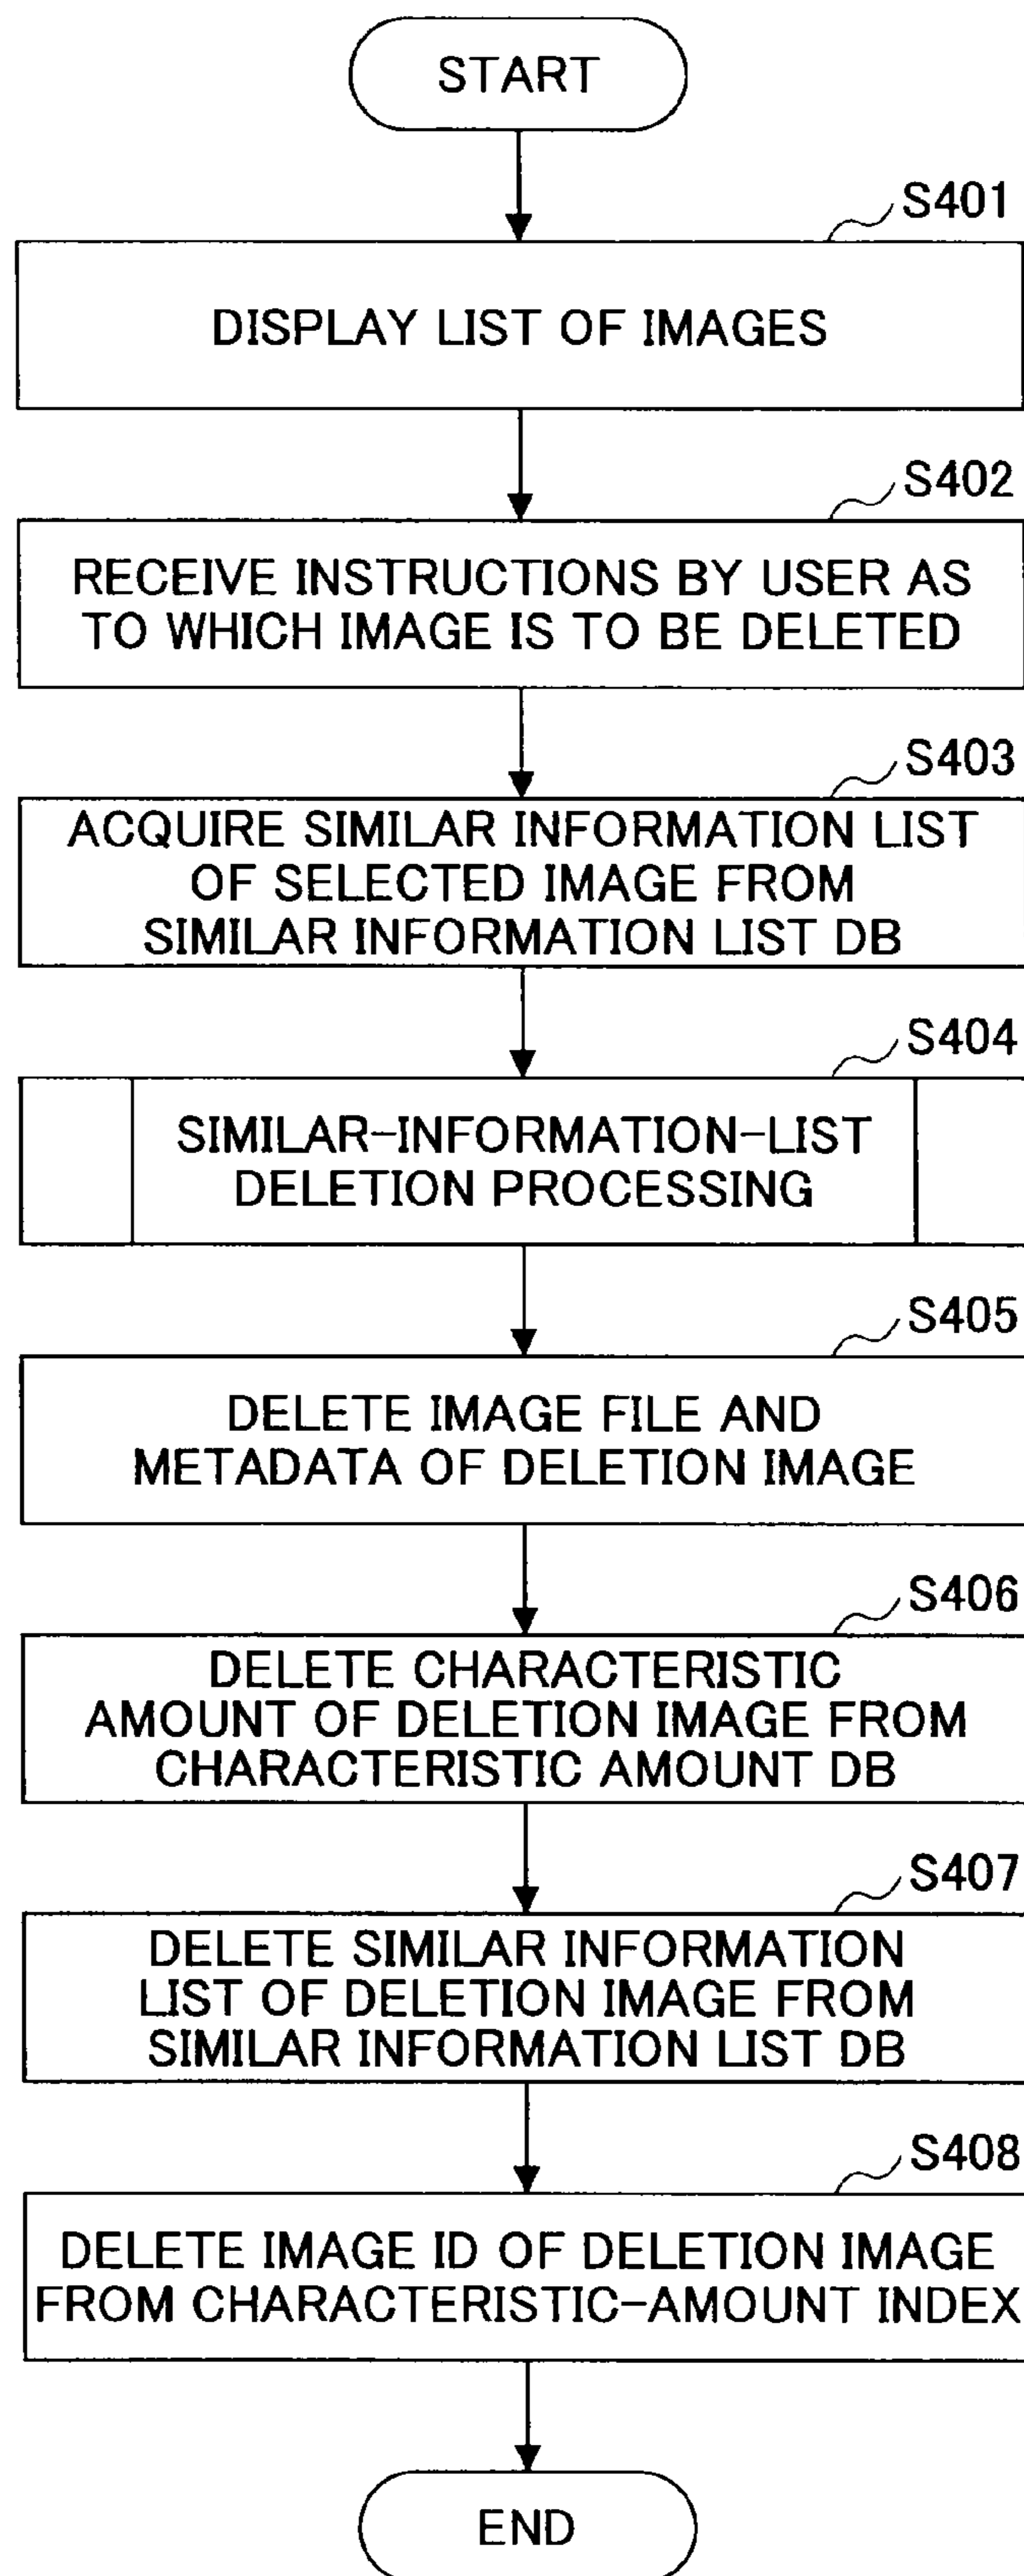 START
S401
DISPLAY LIST OF IMAGES
S402
RECEIVE INSTRUCTIONS BY USER AS
TO WHICH IMAGE IS TO BE DELETED
S403
ACQUIRE SIMILAR INFORMATION LIST
OF SELECTED IMAGE FROM
SIMILAR INFORMATION LIST DB
S404
SIMILAR-INFORMATION-LIST
DELETION PROCESSING
S405
DELETE IMAGE FILE AND
METADATA OF DELETION IMAGE
S406
DELETE CHARACTERISTIC
AMOUNT OF DELETION IMAGE FROM
CHARACTERISTIC AMOUNT DB
S407
DELETE SIMILAR INFORMATION
LIST OF DELETION IMAGE FROM
SIMILAR INFORMATION LIST DB
S408
DELETE IMAGE ID OF DELETION IMAGE
FROM CHARACTERISTIC-AMOUNT INDEX
END